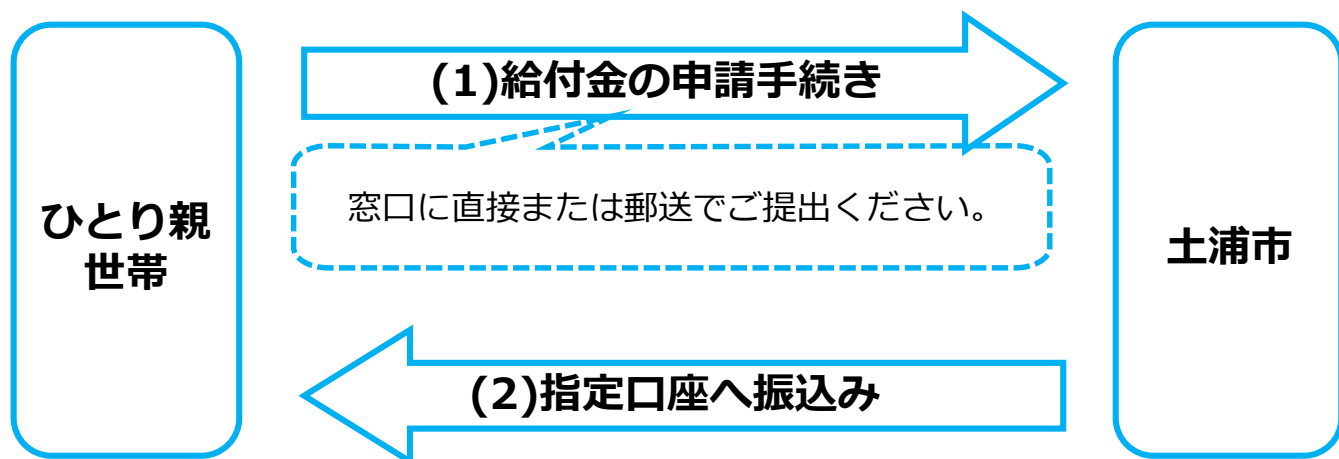 (1)給付金の申請手続き
窓口に直接または郵送でご提出ください。
ひとり親
世帯
土浦市
(2)指定口座へ振込み